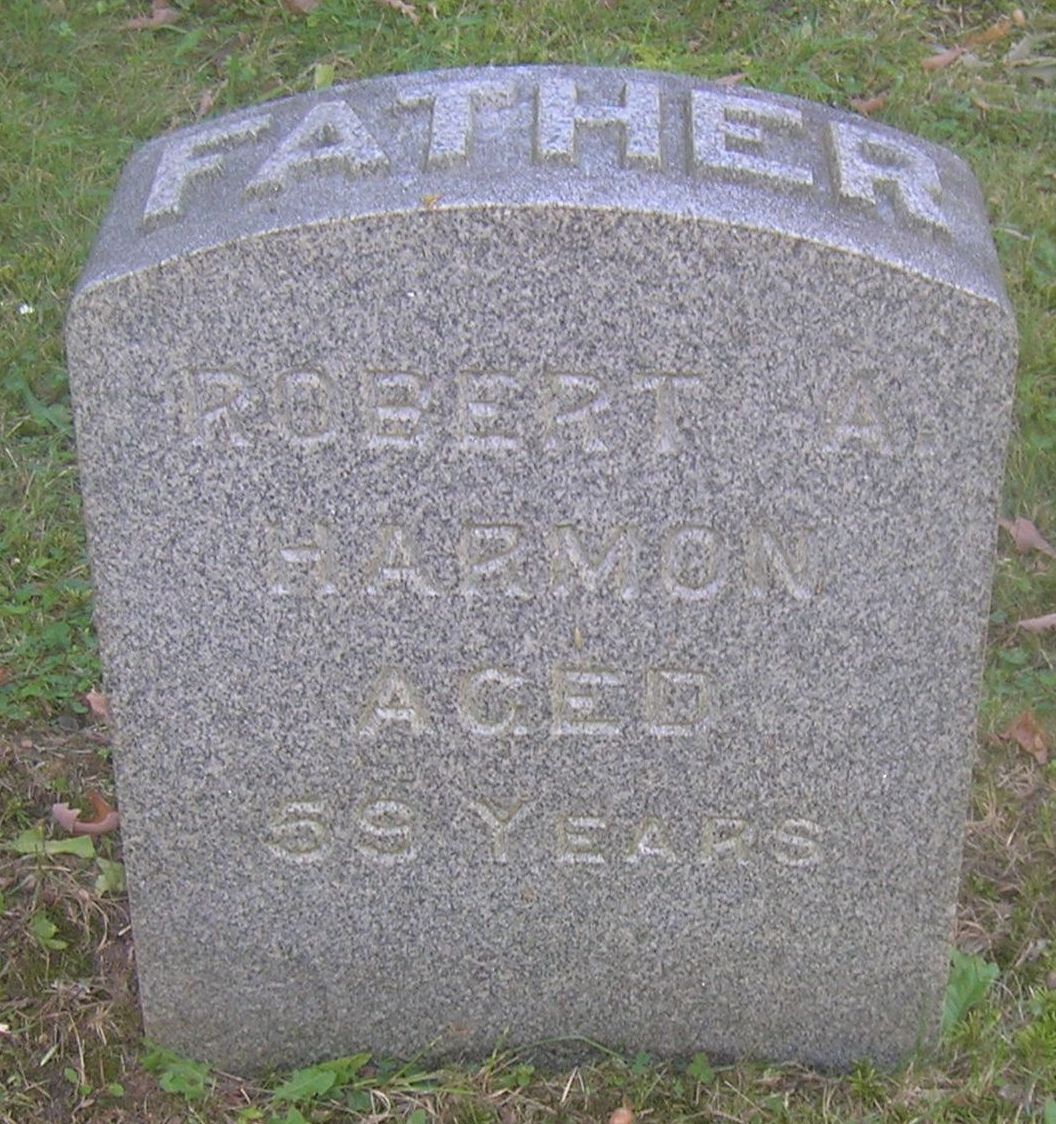 FATHER
ROBERT A.
HARMON
AGED
59 YEARS